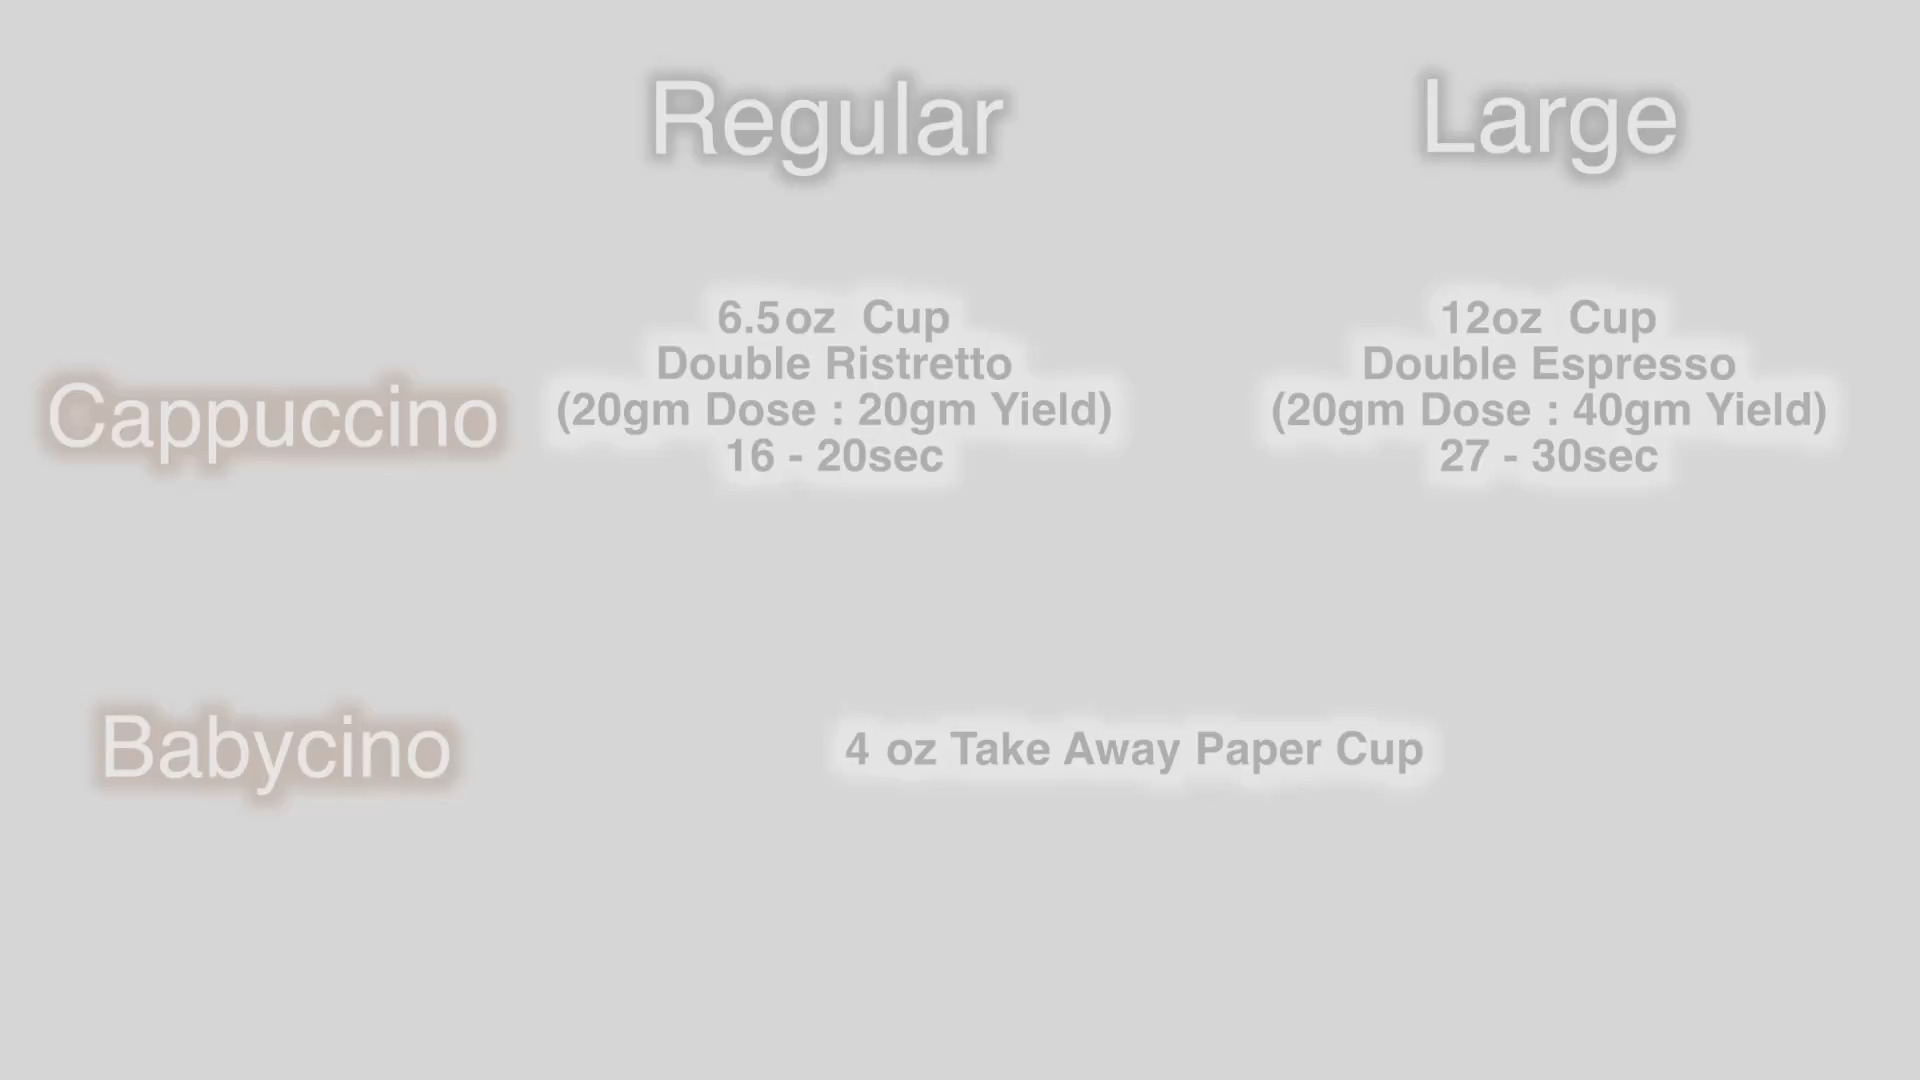 Regular
Large
Cappuccino
6.5oz Cup
Double Ristretto
(20gm Dose : 20gm Yield)
16 - 20sec
12oz Cup
Double Espresso
(20gm Dose : 40gm Yield)
27 - 30sec
Babycino
4 oz Take Away Paper Cup